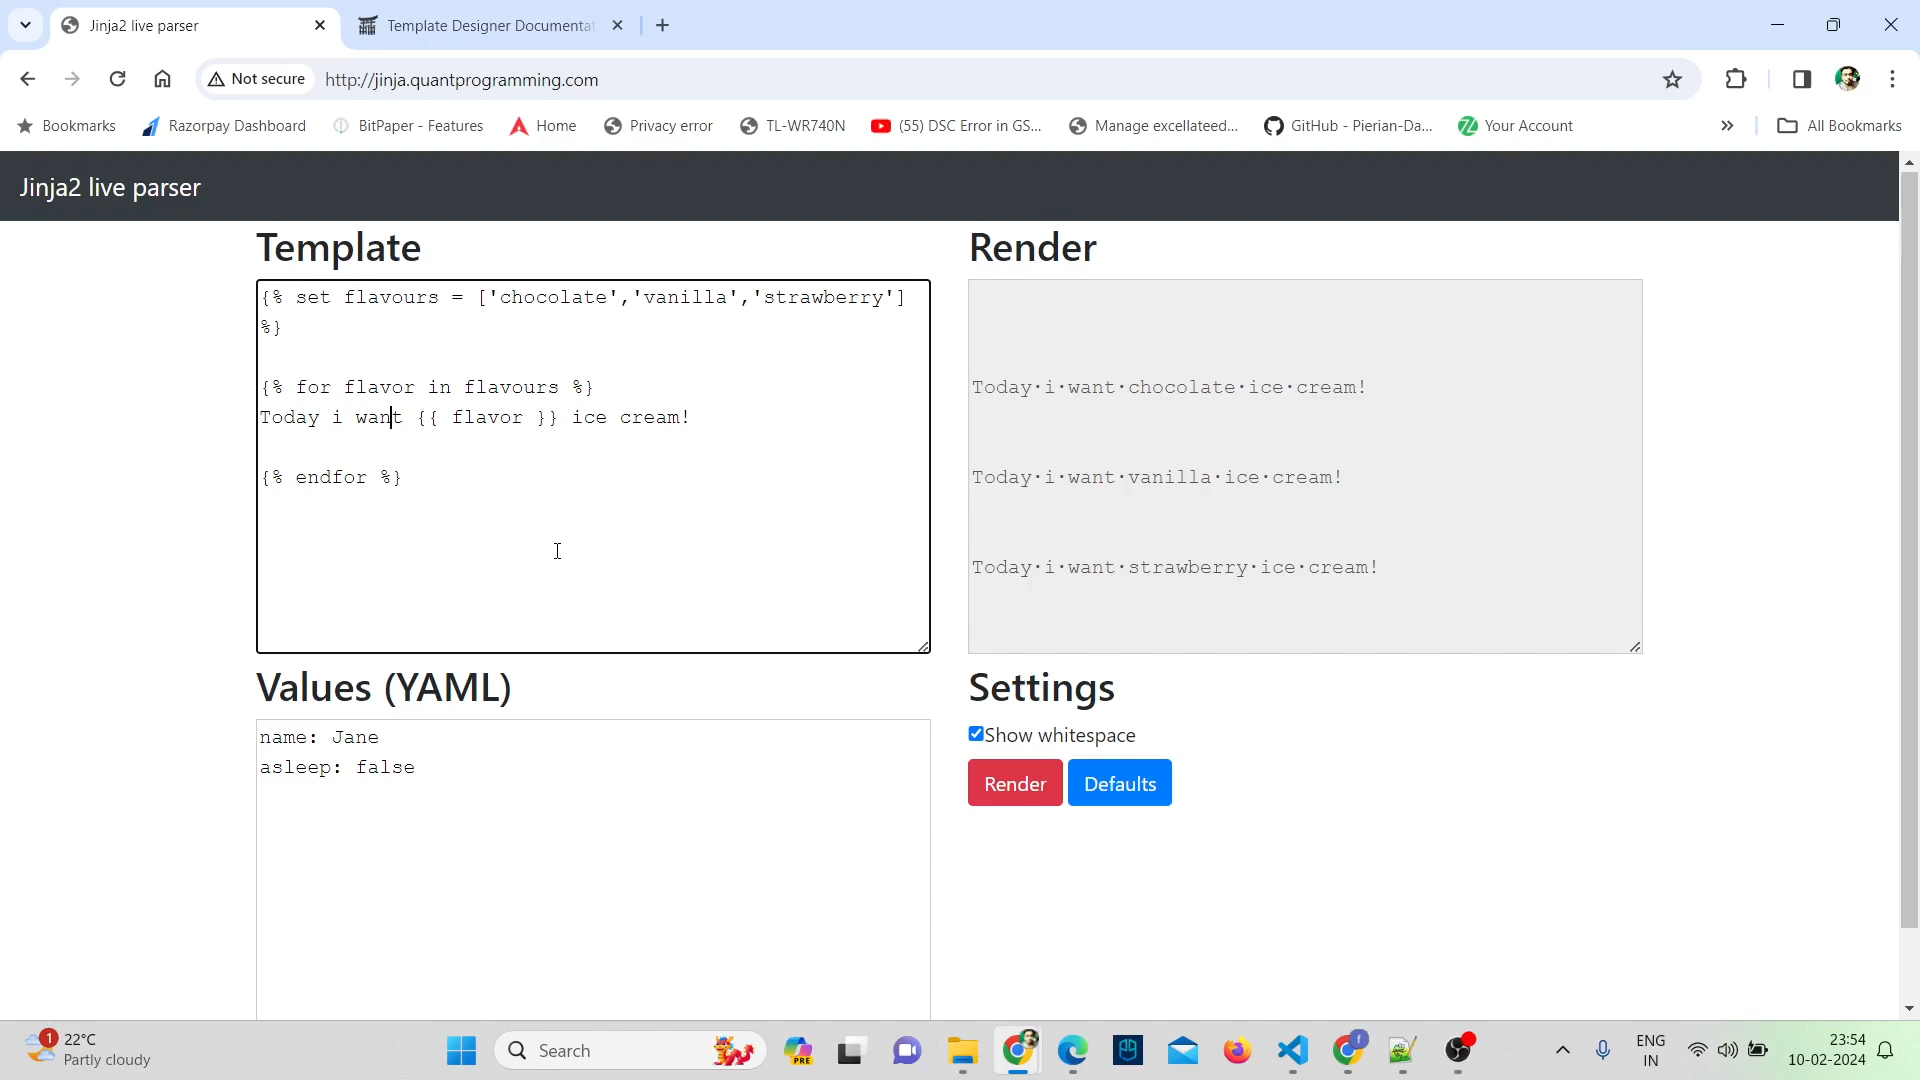 Jinja2 live parser
Template Designer Documentat
Not secure
http://jinja.quantprogramming.com
Bookmarks
Razorpay Dashboard
BitPaper - Features
Home
Privacy error
TL-WR740N
(55) DSC Error in GS...
Manage excellateed...
GitHub - Pierian-Da...
Your Account
All Bookmarks
Jinja2 live parser
Template
{% set flavours = ['chocolate','vanilla','strawberry']
%}
{% for flavor in flavours %}
Today i want {{ flavor }} ice cream!
{% endfor %}
Render
Today·i·want·chocolate·ice·cream!
Today·i·want·vanilla·ice·cream!
Today·i·want·strawberry·ice·cream!
Values (YAML)
name: Jane
asleep: false
Settings
Show whitespace
Render
Defaults
1
22°C
Partly cloudy
Search
PRE
f
ENG
IN
23:54
10-02-2024